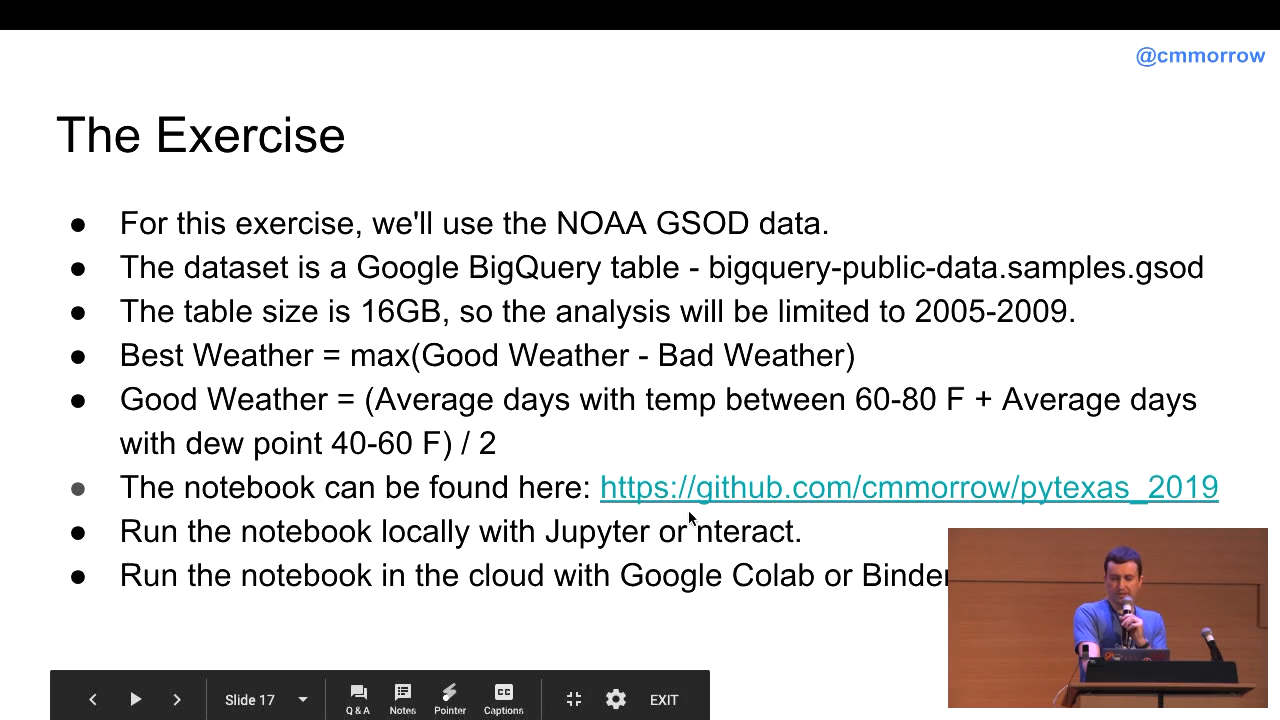 @cmmorrow
The Exercise
● For this exercise, we'll use the NOAA GSOD data.
● The dataset is a Google BigQuery table - bigquery-public-data.samples.gsod
● The table size is 16GB, so the analysis will be limited to 2005-2009.
● Best Weather = max(Good Weather - Bad Weather)
● Good Weather = (Average days with temp between 60-80 F + Average days
with dew point 40-60 F) / 2
● The notebook can be found here: https://github.com/cmmorrow/pytexas_2019
● Run the notebook locally with Jupyter or nteract.
● Run the notebook in the cloud with Google Colab or Binder
Slide 17
Q & A Notes Pointer Captions
EXIT